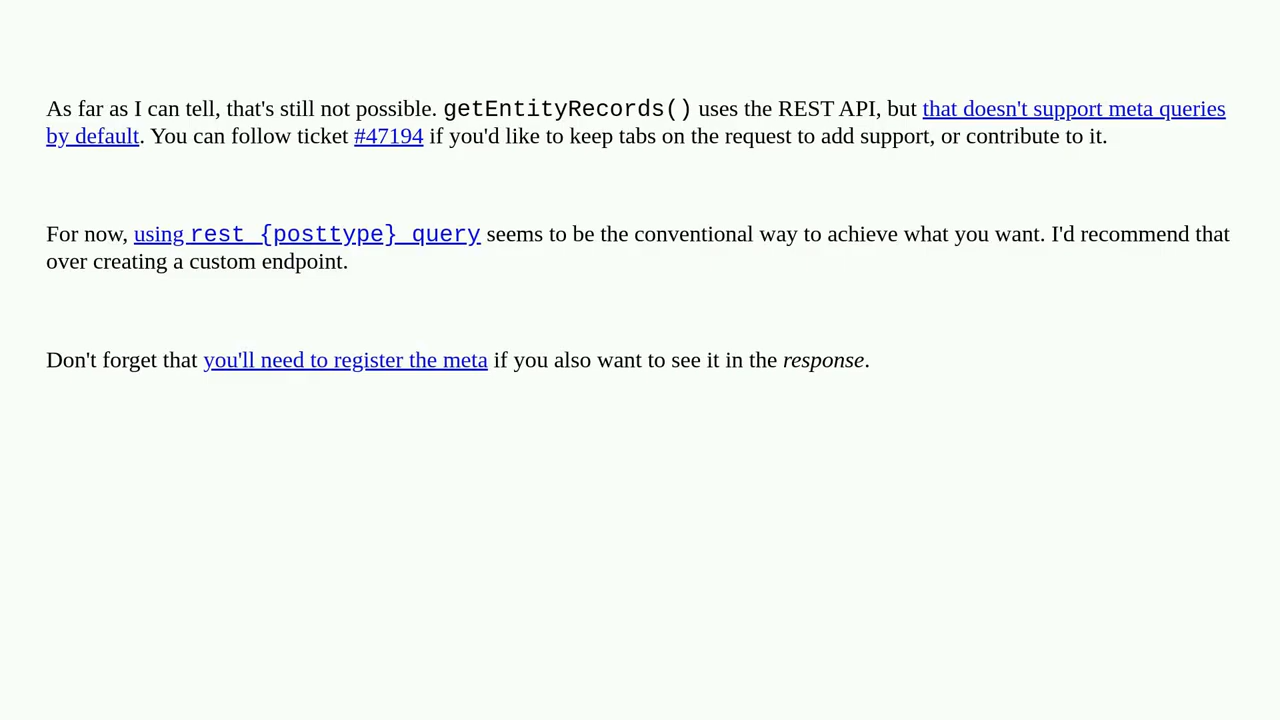 As far as I can tell, that's still not possible. getEntityRecords() uses the REST API, but that doesn't support meta queries
by default. You can follow ticket #47194 if you'd like to keep tabs on the request to add support, or contribute to it.
For now, using rest_{posttype}_query seems to be the conventional way to achieve what you want. I'd recommend that
over creating a custom endpoint.
Don't forget that you'll need to register the meta if you also want to see it in the response.